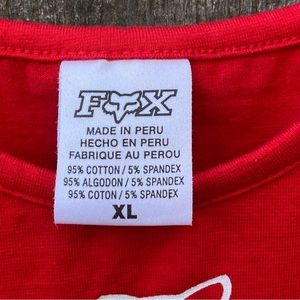 FOX
MADE IN PERU
HECHO EN PERU
FABRIQUE AU PEROU
95% COTTON / 5% SPANDEX
95% ALGODON / 5% SPANDEX
95% COTON / 5% SPANDEX
XL